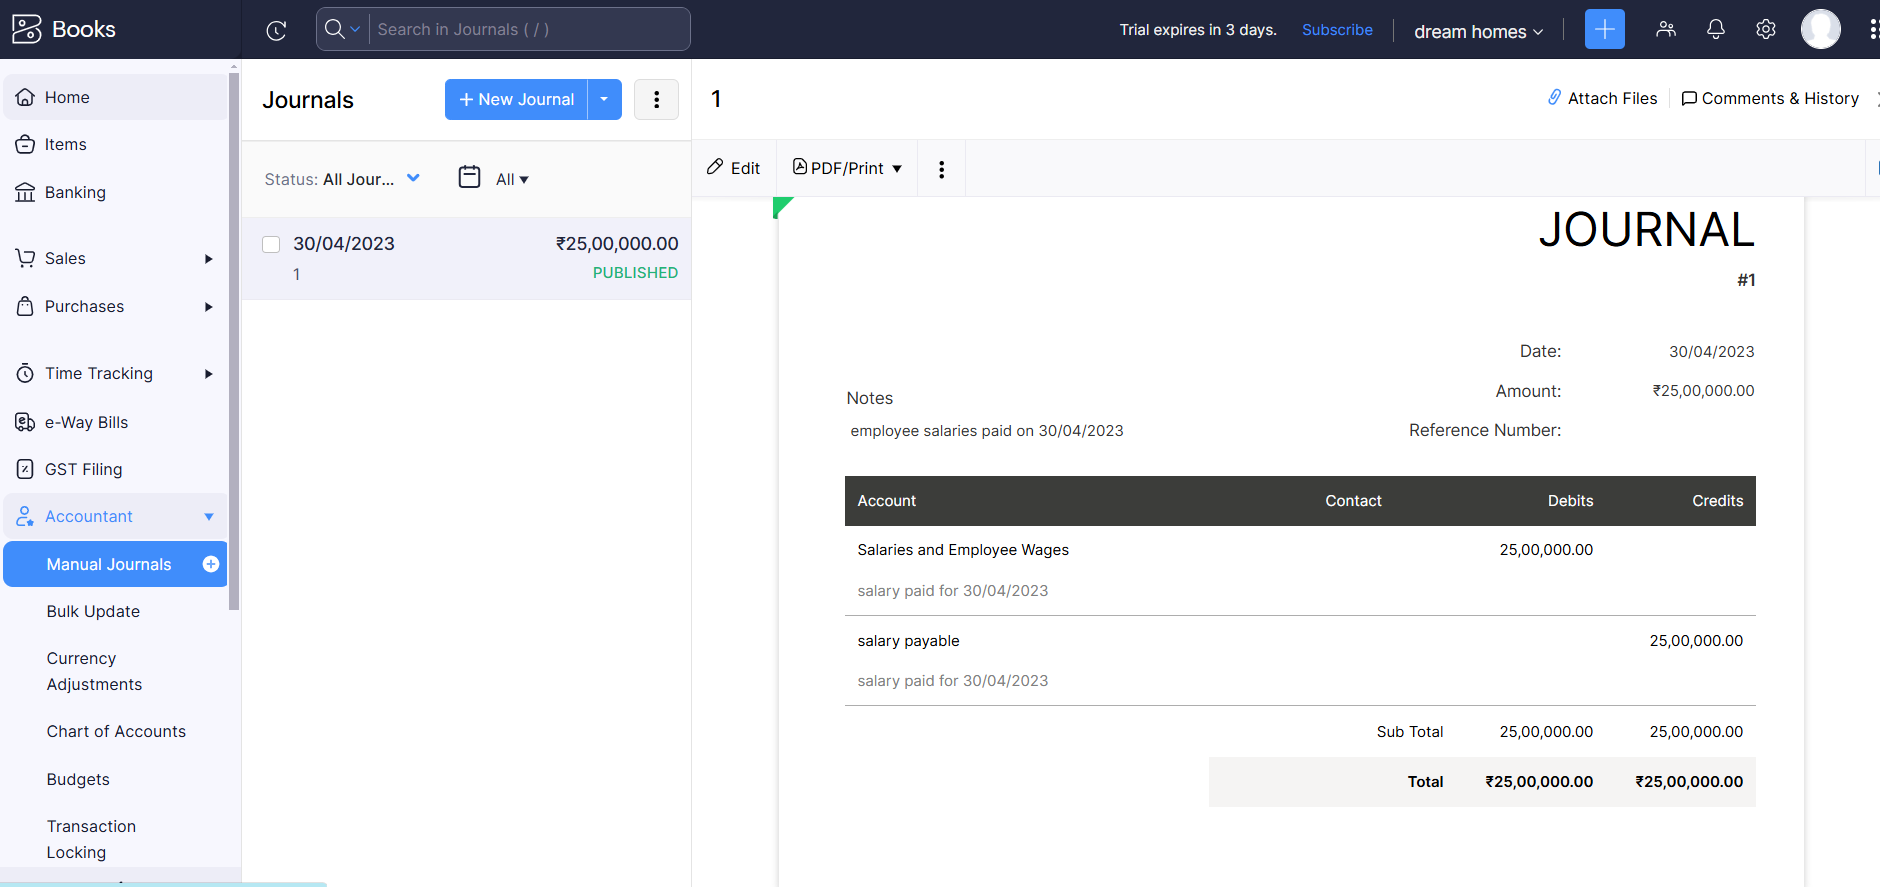 Books
Search in Journals ( / )
Trial expires in 3 days. Subscribe
dream homes
Home
Items
Banking
Sales
Purchases
Time Tracking
e-Way Bills
GST Filing
Accountant
Manual Journals
Bulk Update
Currency
Adjustments
Chart of Accounts
Budgets
Transaction
Locking
Journals
+ New Journal
Status: All Jour...
All
30/04/2023 ₹25,00,000.00
1 PUBLISHED
1
Attach Files
Comments & History
Edit
PDF/Print
JOURNAL
#1
Date: 30/04/2023
Amount: ₹25,00,000.00
Reference Number:
Notes
employee salaries paid on 30/04/2023
Account Contact Debits Credits
Salaries and Employee Wages 25,00,000.00
salary paid for 30/04/2023
salary payable 25,00,000.00
salary paid for 30/04/2023
Sub Total 25,00,000.00 25,00,000.00
Total ₹25,00,000.00 ₹25,00,000.00